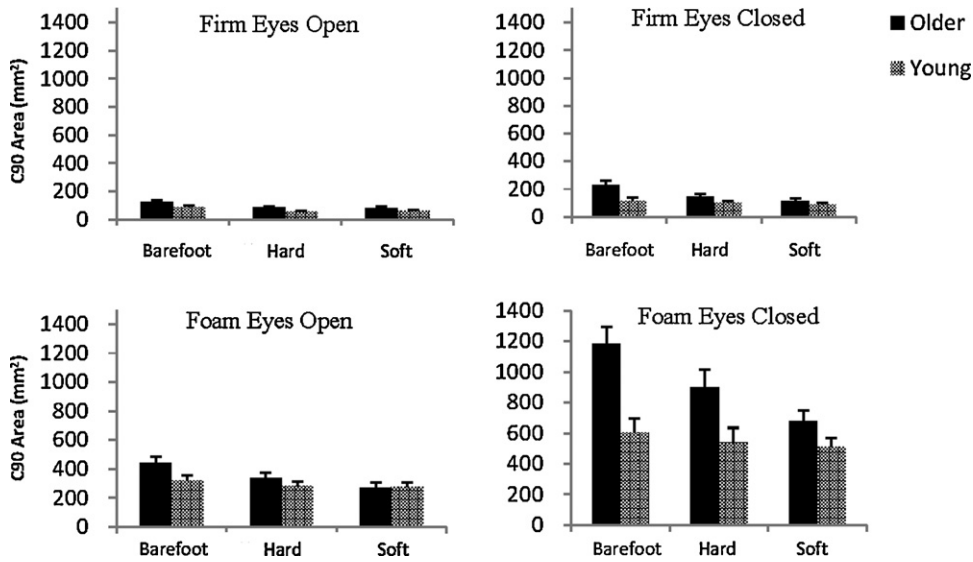 Firm Eyes Open
C90 Area (mm²)
1400
1200
1000
800
600
400
200
0
Barefoot Hard Soft
Firm Eyes Closed
1400
1200
1000
800
600
400
200
0
Barefoot Hard Soft
Older
Young
Foam Eyes Open
C90 Area (mm²)
1400
1200
1000
800
600
400
200
0
Barefoot Hard Soft
Foam Eyes Closed
1400
1200
1000
800
600
400
200
0
Barefoot Hard Soft